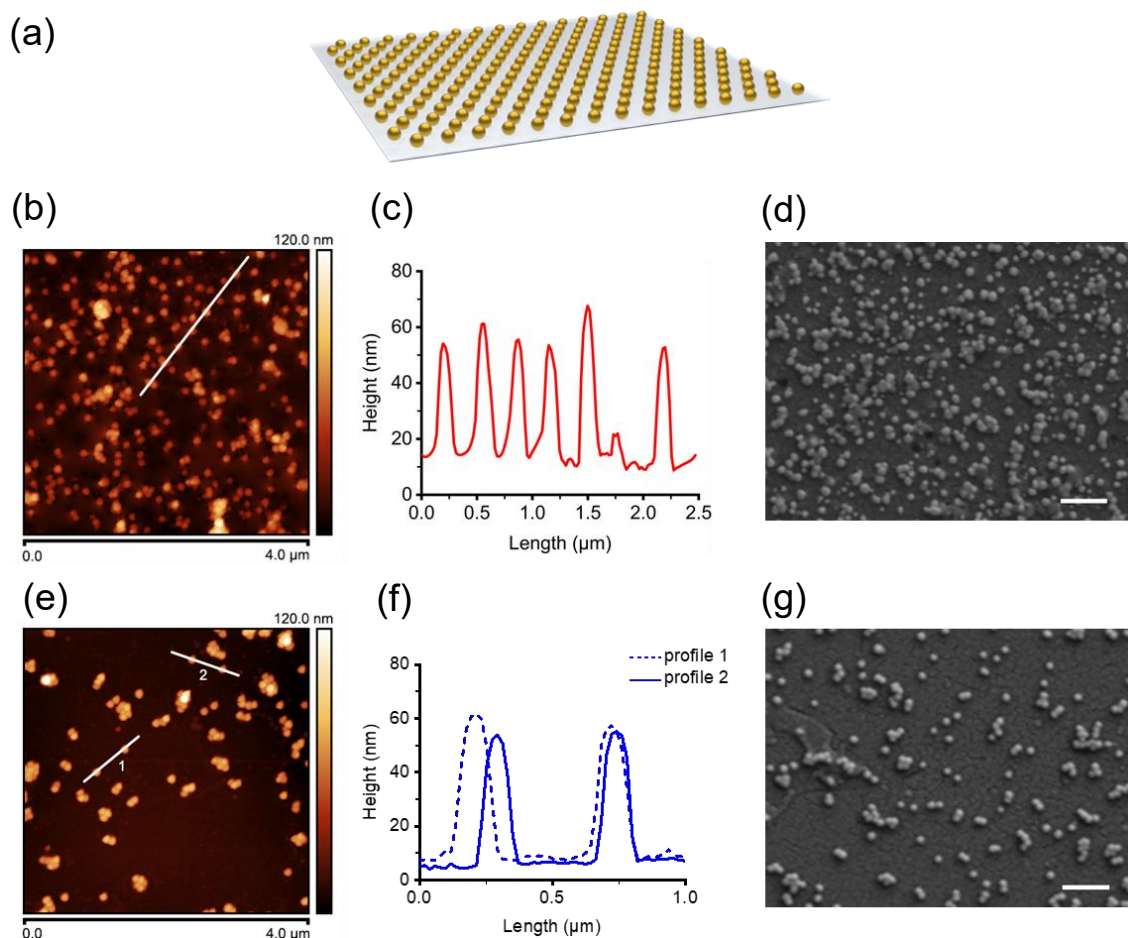 (a)
(b)
(c)
(d)
120.0 nm
0.0
4.0 µm
80
60
40
20
0
Height (nm)
0.0
0.5
1.0
1.5
2.0
2.5
Length (µm)
(e)
(f)
(g)
120.0 nm
1
2
0.0
4.0 µm
profile 1
profile 2
80
60
40
20
0
Height (nm)
0.0
0.5
1.0
Length (µm)